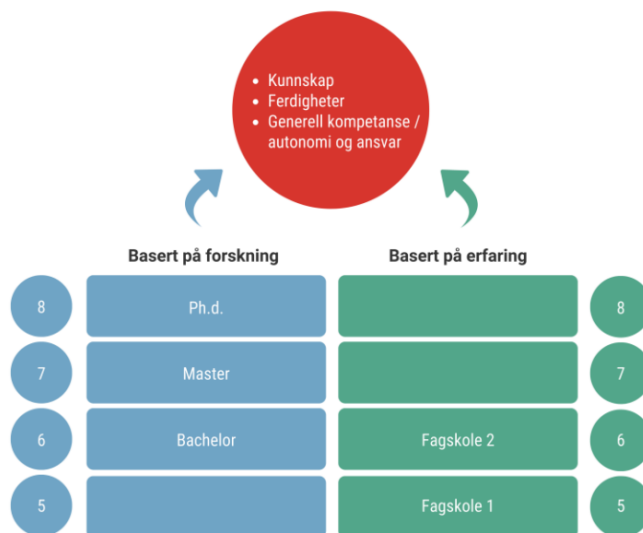 • Kunnskap
• Ferdigheter
• Generell kompetanse /
autonomi og ansvar
Basert på forskning
Basert på erfaring
8
Ph.d.
8
7
Master
7
6
Bachelor
Fagskole 2
6
5
Fagskole 1
5